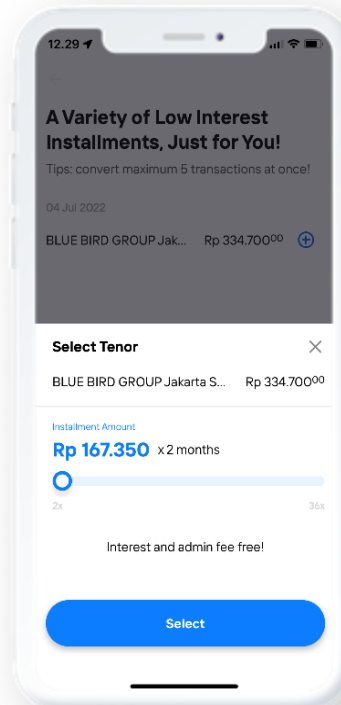 12.29
A Variety of Low Interest
Installments, Just for You!
Tips: convert maximum 5 transactions at once!
04 Jul 2022
BLUE BIRD GROUP Jak... Rp 334.700⁰⁰
Select Tenor
BLUE BIRD GROUP Jakarta S... Rp 334.700⁰⁰
Installment Amount
Rp 167.350 x 2 months
2x 36x
Interest and admin fee free!
Select